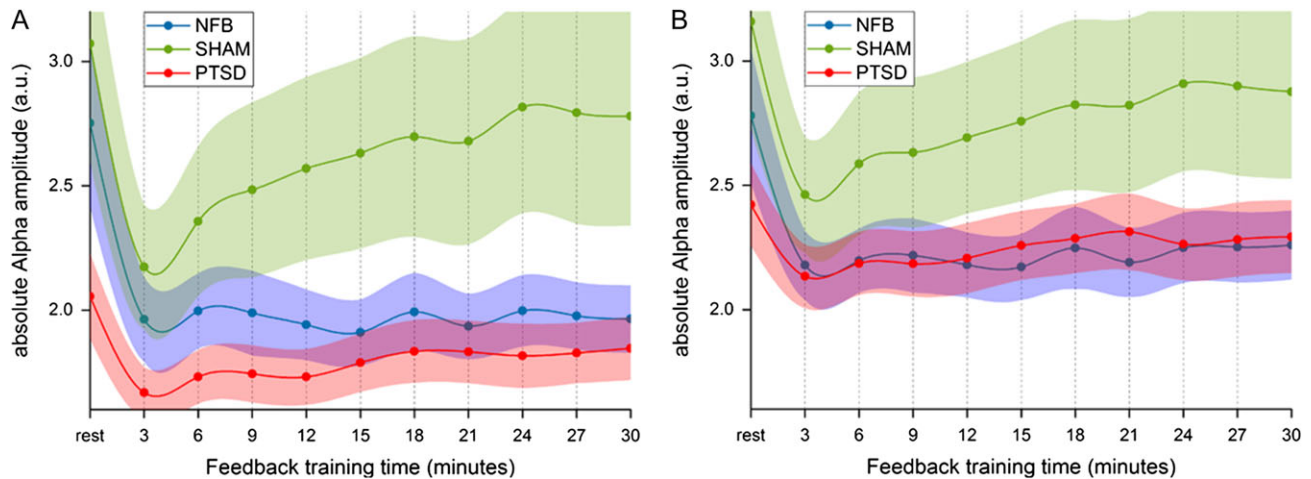 A
NFB
SHAM
PTSD
absolute Alpha amplitude (a.u.)
3.0
2.5
2.0
rest 3 6 9 12 15 18 21 24 27 30
Feedback training time (minutes)
B
NFB
SHAM
PTSD
absolute Alpha amplitude (a.u.)
3.0
2.5
2.0
rest 3 6 9 12 15 18 21 24 27 30
Feedback training time (minutes)